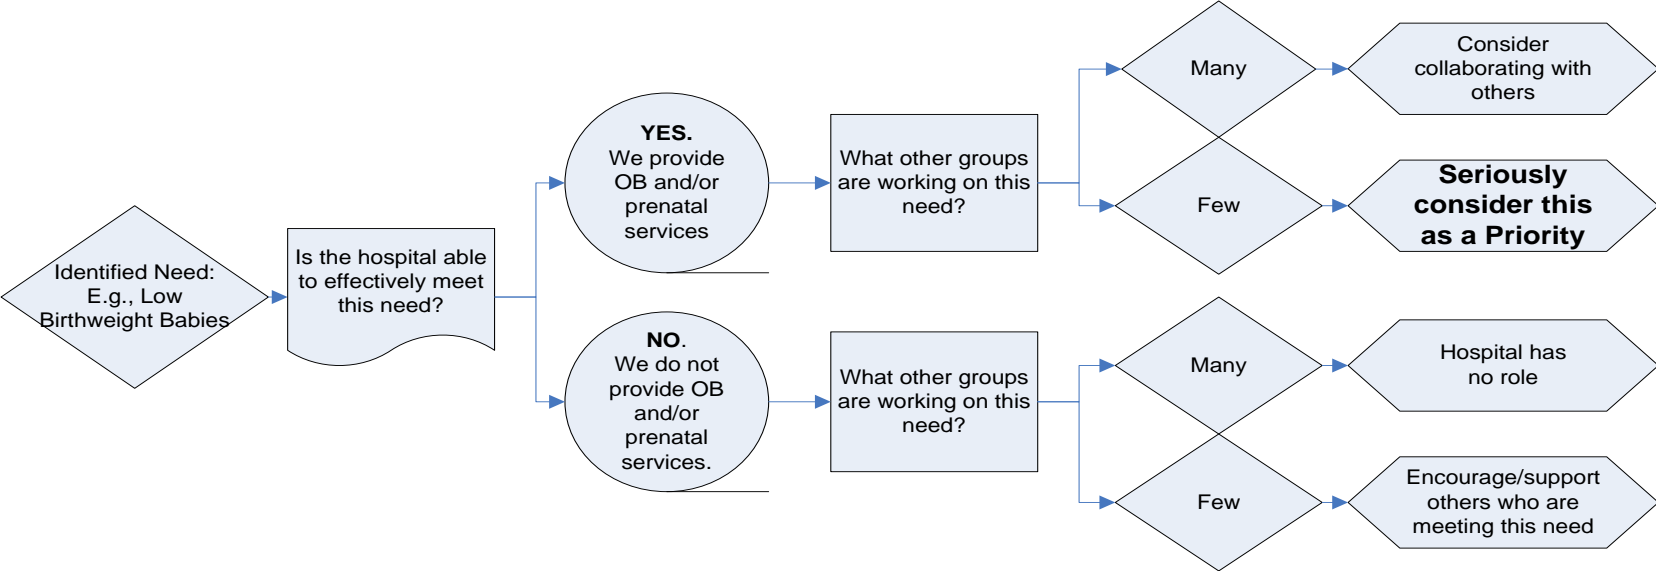 Identified Need:
E.g., Low
Birthweight Babies
Is the hospital able
to effectively meet
this need?
YES.
We provide
OB and/or
prenatal
services
What other groups
are working on this
need?
Many
Consider
collaborating with
others
Few
Seriously
consider this
as a Priority
NO.
We do not
provide OB
and/or
prenatal
services.
What other groups
are working on this
need?
Many
Hospital has
no role
Few
Encourage/support
others who are
meeting this need